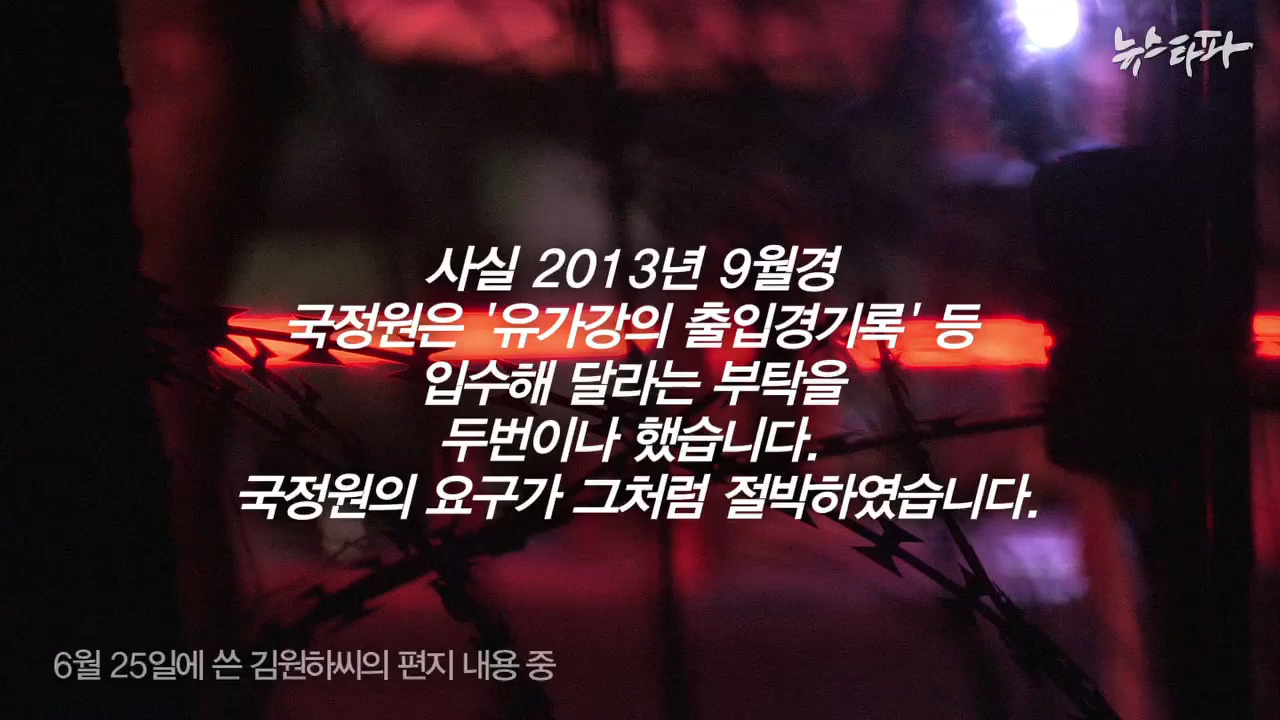 뉴스타파
사실 2013년 9월경
국정원은 '유가강의 출입경기록' 등
입수해 달라는 부탁을
두번이나 했습니다.
국정원의 요구가 그처럼 절박하였습니다.
6월 25일에 쓴 김원하씨의 편지 내용 중